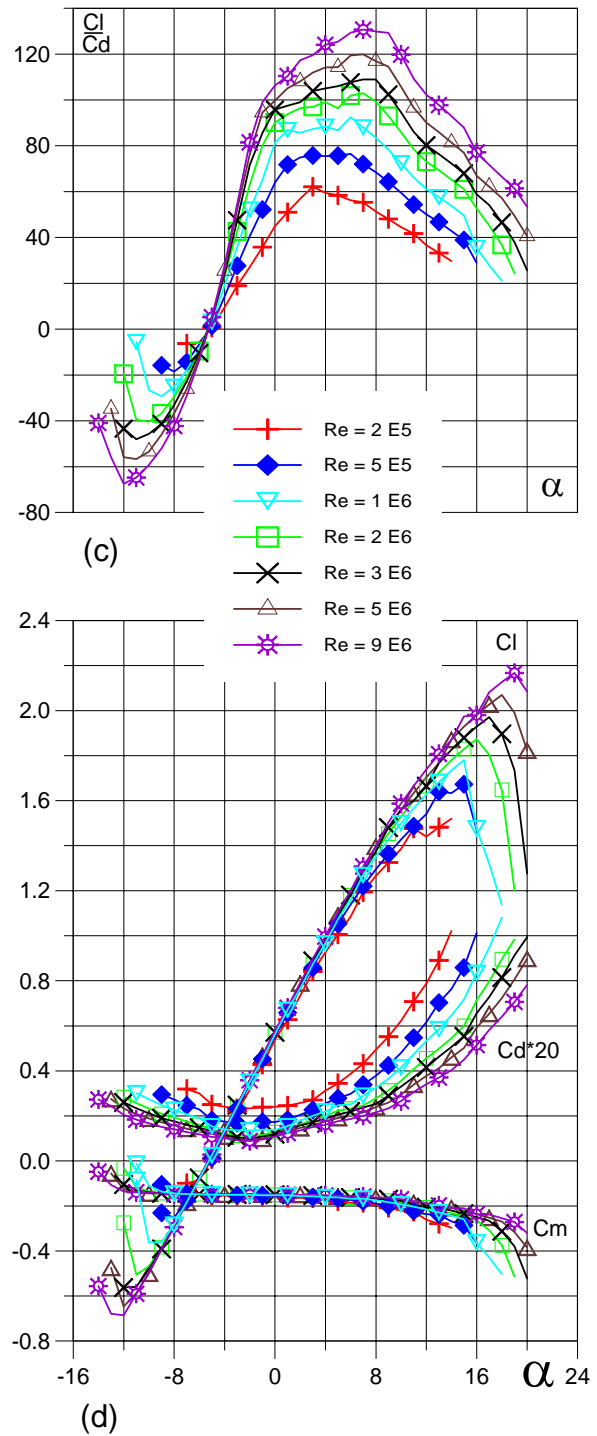 Cl
Cd
120
80
40
0
-40
-80
α
(c)
Re = 2 E5
Re = 5 E5
Re = 1 E6
Re = 2 E6
Re = 3 E6
Re = 5 E6
Re = 9 E6
2.4
Cl
2.0
1.6
1.2
0.8
Cd*20
0.4
0.0
Cm
-0.4
-0.8
-16 -8 0 8 16 24
α
(d)